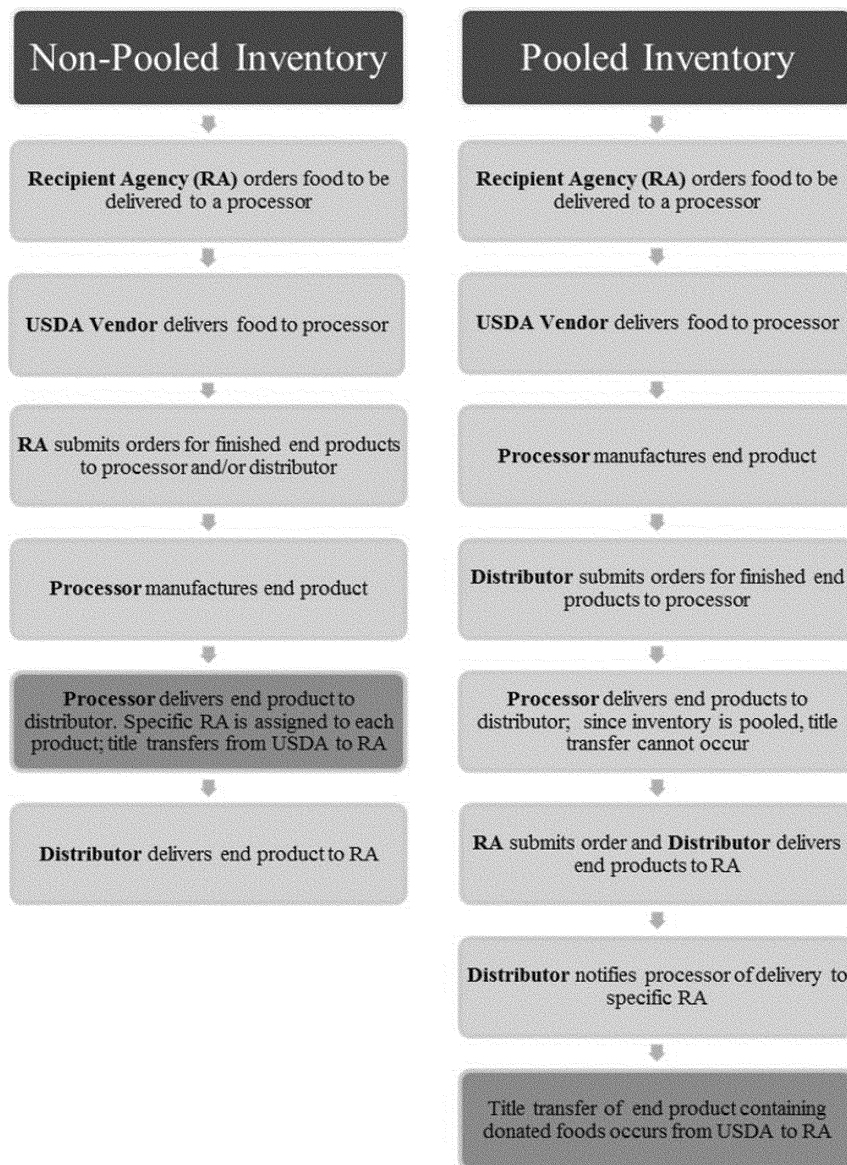 Non-Pooled Inventory
Recipient Agency (RA) orders food to be
delivered to a processor
USDA Vendor delivers food to processor
RA submits orders for finished end products
to processor and/or distributor
Processor manufactures end product
Processor delivers end product to
distributor. Specific RA is assigned to each
product; title transfers from USDA to RA
Distributor delivers end product to RA
Pooled Inventory
Recipient Agency (RA) orders food to be
delivered to a processor
USDA Vendor delivers food to processor
Processor manufactures end product
Distributor submits orders for finished end
products to processor
Processor delivers end products to
distributor; since inventory is pooled, title
transfer cannot occur
RA submits order and Distributor delivers
end products to RA
Distributor notifies processor of delivery to
specific RA
Title transfer of end product containing
donated foods occurs from USDA to RA